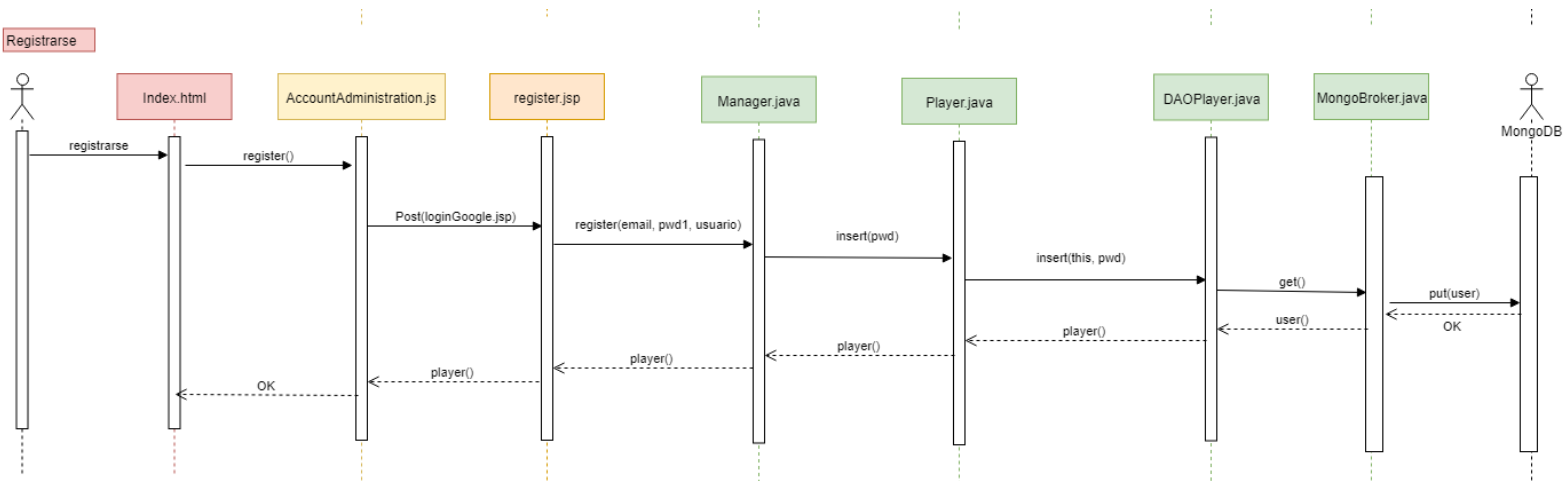 Registrarse
Index.html
AccountAdministration.js
register.jsp
Manager.java
Player.java
DAOPlayer.java
MongoBroker.java
MongoDB
registrarse
register()
Post(loginGoogle.jsp)
register(email, pwd1, usuario)
insert(pwd)
insert(this, pwd)
get()
put(user)
OK
user()
player()
player()
player()
player()
OK